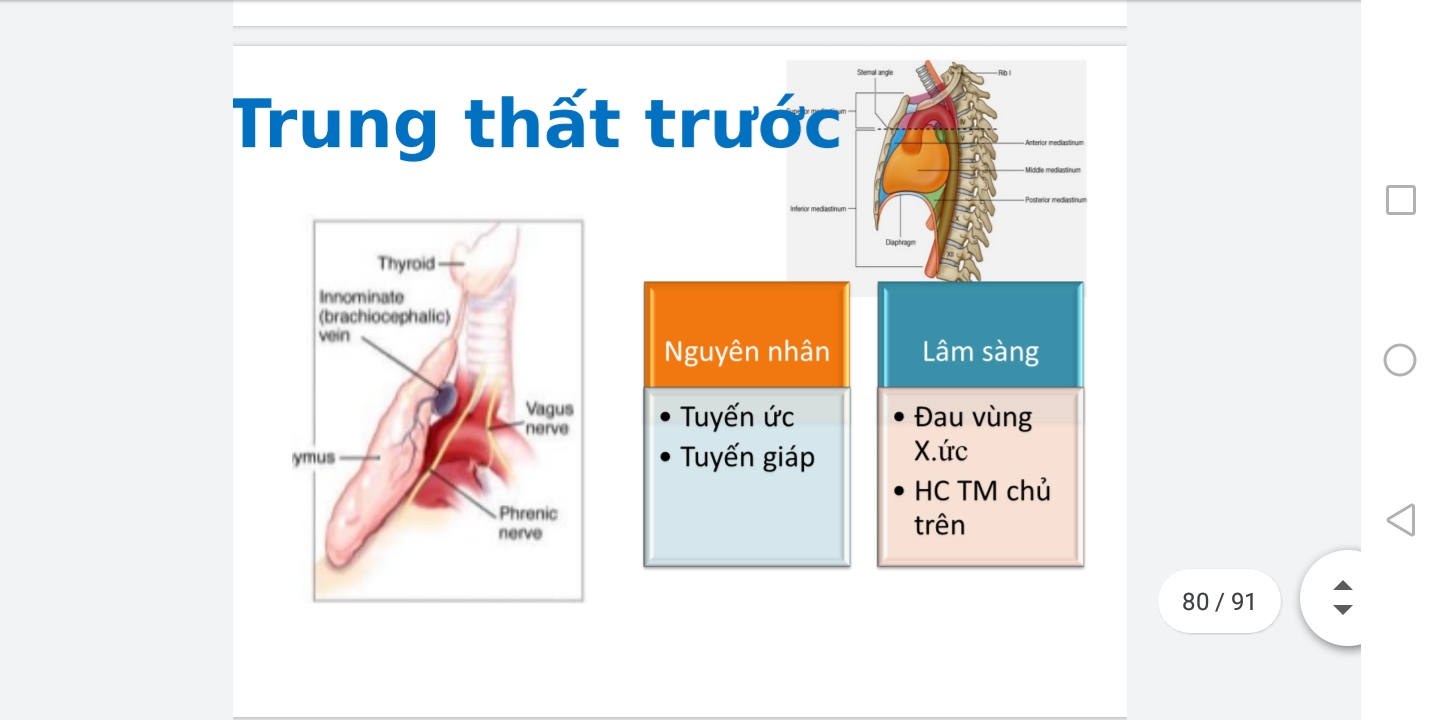 Trung thất trước
Sternal angle
Rib I
IV
V
Anterior mediastinum
Middle mediastinum
Posterior mediastinum
Inferior mediastinum
Diaphragm
XII
Thyroid
Innominate
(brachiocephalic)
vein
Vagus
nerve
ymus
Phrenic
nerve
Nguyên nhân
• Tuyến ức
• Tuyến giáp
Lâm sàng
• Đau vùng
X.ức
• HC TM chủ
trên
80 / 91